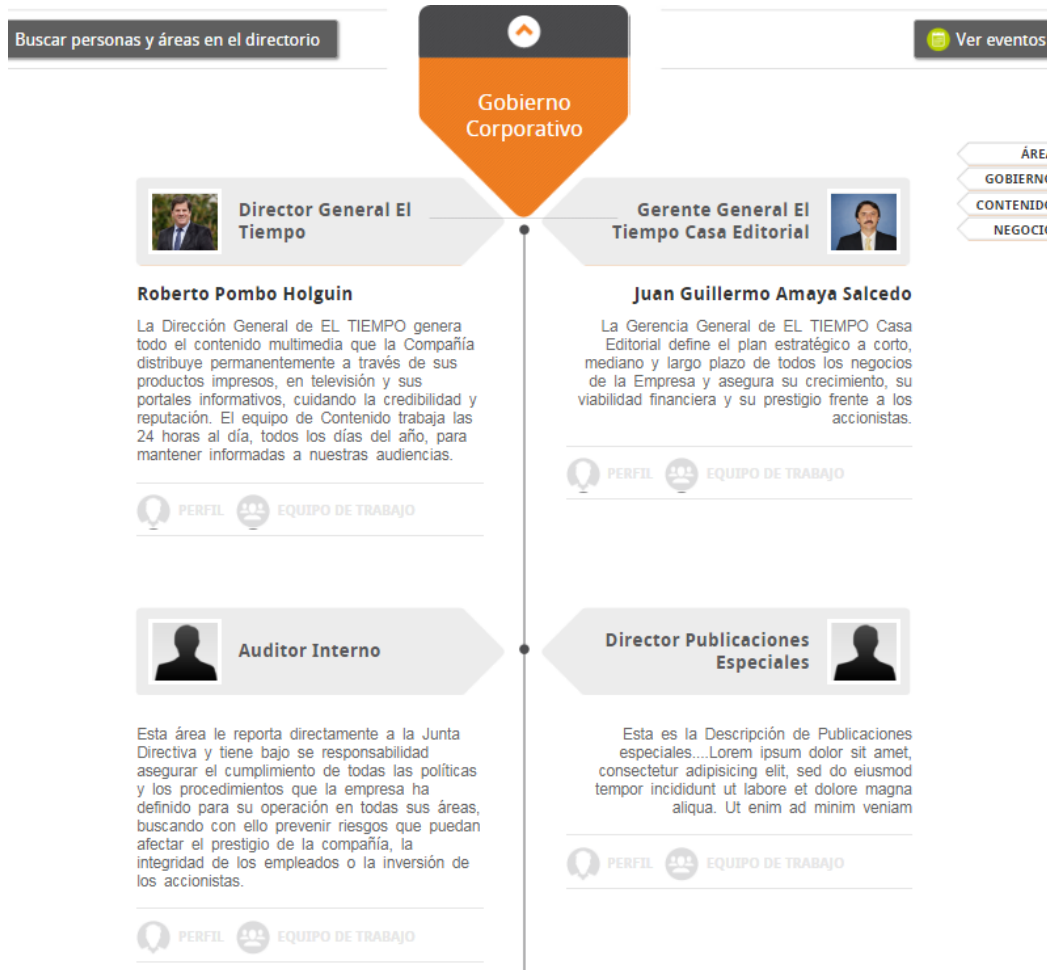 Buscar personas y áreas en el directorio
Ver eventos
Gobierno
Corporativo
GOBIERNO
CONTENIDO
Director General El
Tiempo
Roberto Pombo Holguin
La Dirección General de EL TIEMPO genera
todo el contenido multimedia que la Compañía
distribuye permanentemente a través de sus
productos impresos, en televisión y sus
portales informativos, cuidando la credibilidad y
reputación. El equipo de Contenido trabaja las
24 horas al día, todos los días del año, para
mantener informadas a nuestras audiencias.
PERFIL EQUIPO DE TRABAJO
Gerente General El
Tiempo Casa Editorial
Juan Guillermo Amaya Salcedo
La Gerencia General de EL TIEMPO Casa
Editorial define el plan estratégico a corto,
mediano y largo plazo de todos los negocios
de la Empresa y asegura su crecimiento, su
viabilidad financiera y su prestigio frente a los
accionistas.
PERFIL EQUIPO DE TRABAJO
Auditor Interno
Esta área le reporta directamente a la Junta
Directiva y tiene bajo se responsabilidad
asegurar el cumplimiento de todas las políticas
y los procedimientos que la empresa ha
definido para su operación en todas sus áreas,
buscando con ello prevenir riesgos que puedan
afectar el prestigio de la compañía, la
integridad de los empleados o la inversión de
los accionistas.
PERFIL EQUIPO DE TRABAJO
Director Publicaciones
Especiales
Esta es la Descripción de Publicaciones
especiales....Lorem ipsum dolor sit amet,
consectetur adipisicing elit, sed do eiusmod
tempor incididunt ut labore et dolore magna
aliqua. Ut enim ad minim veniam
PERFIL EQUIPO DE TRABAJO